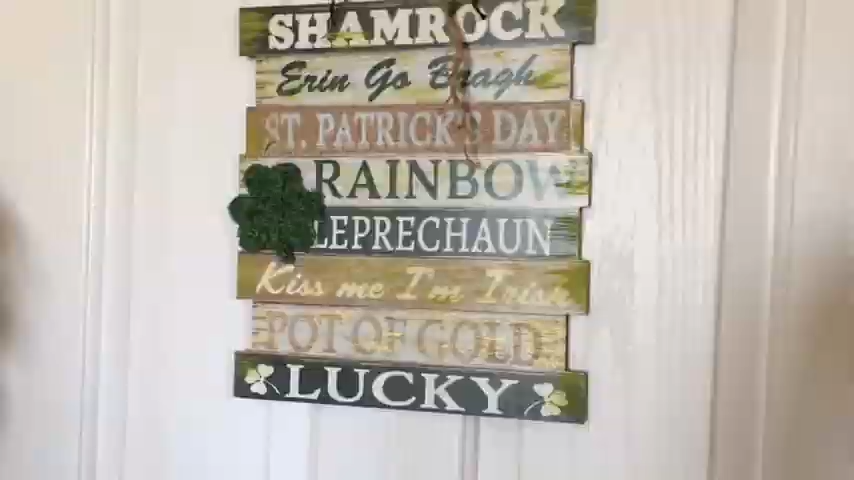 SHAMROCK
Erin Go Bragh
ST. PATRICK'S DAY
RAINBOW
LEPRECHAUN
Kiss me I'm Irish
POT OF GOLD
LUCKY